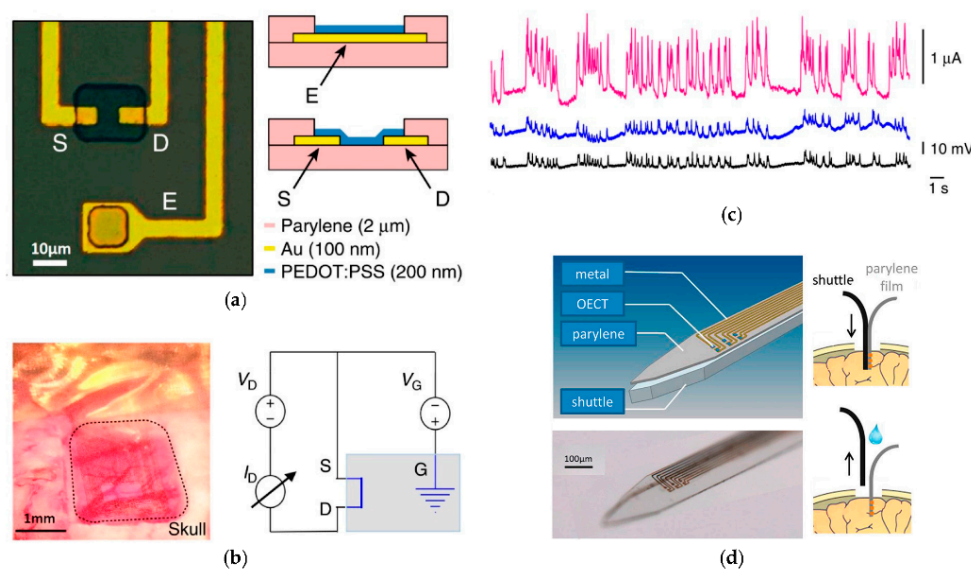 S
D
E
10μm
E
S
D
Parylene (2 μm)
Au (100 nm)
PEDOT:PSS (200 nm)
(a)
1 μA
10 mV
1 s
(c)
1mm
Skull
V_D
+
−
I_D
S
D
V_G
−
+
G
(b)
metal
OECT
parylene
shuttle
100μm
shuttle
parylene
film
(d)